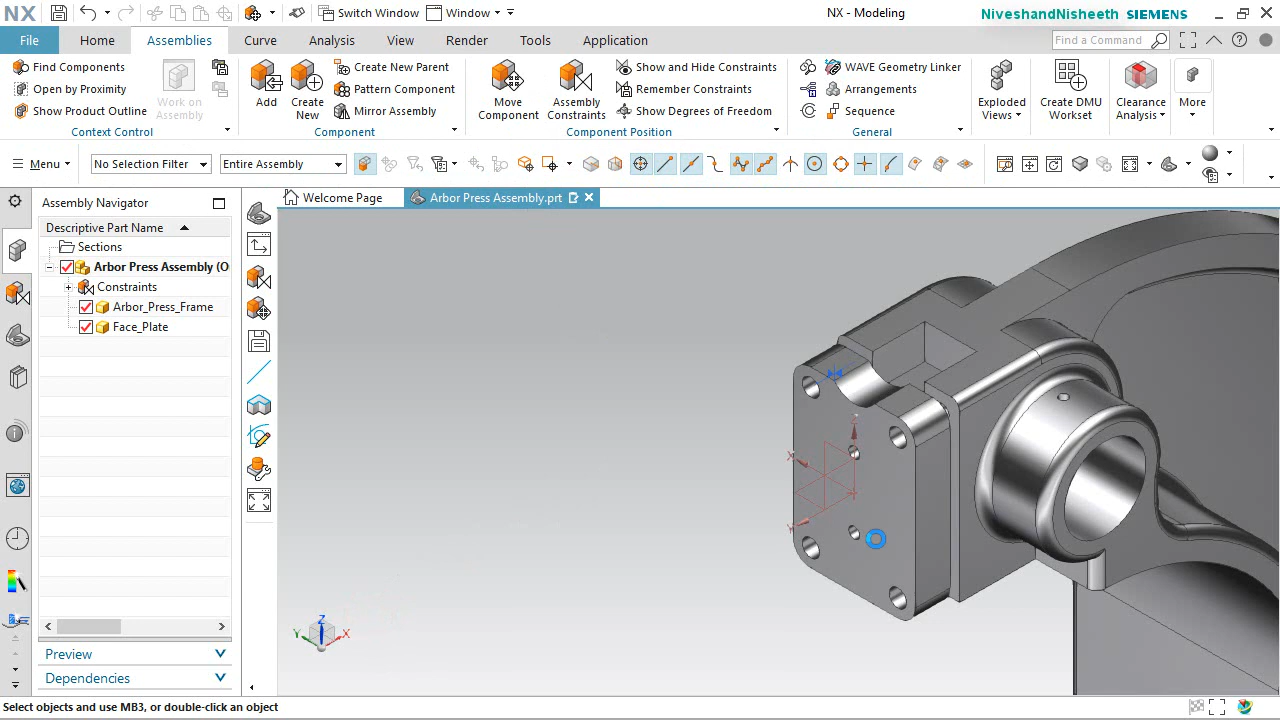 NX
Switch Window
Window
NX - Modeling
NiveshandNisheeth SIEMENS
File
Home
Assemblies
Curve
Analysis
View
Render
Tools
Application
Find a Command
Find Components
Open by Proximity
Show Product Outline
Work on Assembly
Context Control
Add
Create New
Create New Parent
Pattern Component
Mirror Assembly
Component
Move Component
Assembly Constraints
Show and Hide Constraints
Remember Constraints
Show Degrees of Freedom
Component Position
WAVE Geometry Linker
Arrangements
Sequence
General
Exploded Views
Create DMU Workset
Clearance Analysis
More
Menu
No Selection Filter
Entire Assembly
Assembly Navigator
Welcome Page
Arbor Press Assembly.prt
Descriptive Part Name
Sections
Arbor Press Assembly (O
Constraints
Arbor_Press_Frame
Face_Plate
Z
X
Y
Z
Y
X
Preview
Dependencies
Select objects and use MB3, or double-click an object